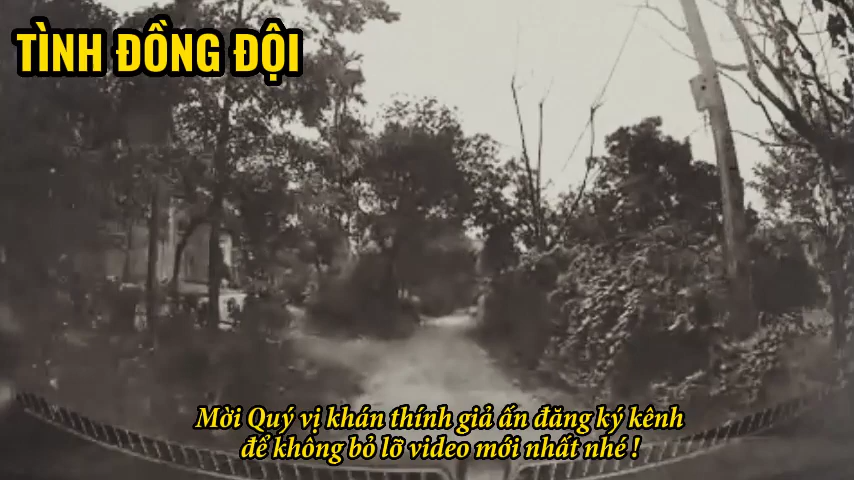 TÌNH ĐỒNG ĐỘI
Mời Quý vị khán thính giả ấn đăng ký kênh
để không bỏ lỡ video mới nhất nhé !